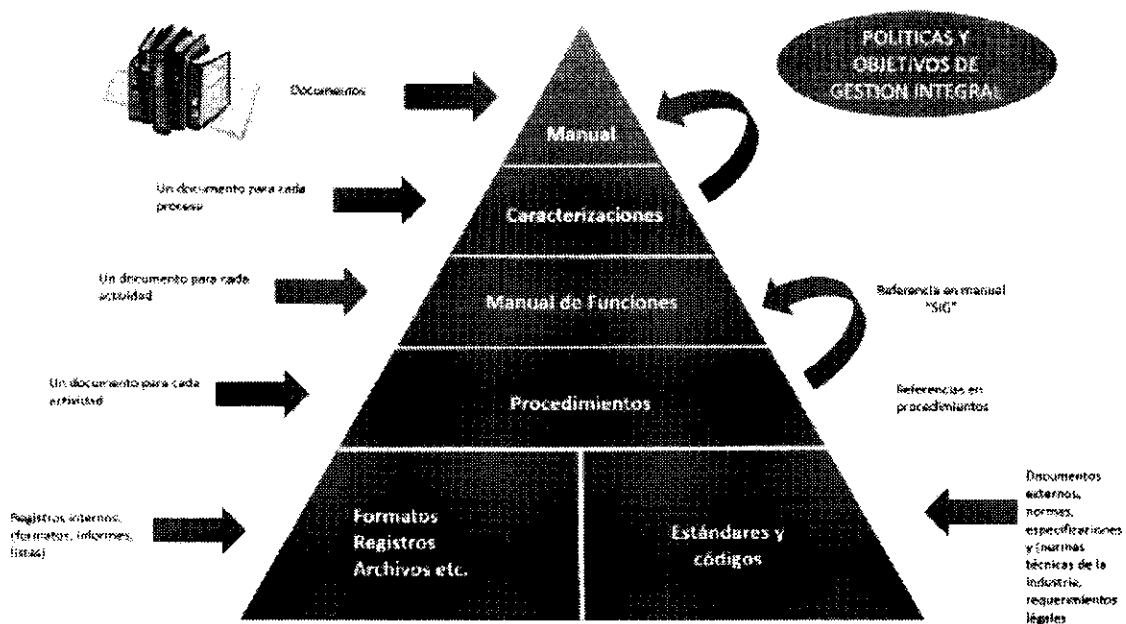 POLITICAS Y
OBJETIVOS DE
GESTION INTEGRAL
Documentos
Manual
Un documento para cada
proceso
Caracterizaciones
Un documento para cada
actividad
Manual de Funciones
Referencia en manual
"SIG"
Un documento para cada
actividad
Procedimientos
Referencias en
procedimientos
Registros internos,
(formatos, informes,
listas)
Formatos
Registros
Archivos etc.
Estándares y
códigos
Documentos
externos,
normas,
especificaciones
y (normas
técnicas de la
industria,
requerimientos
légales